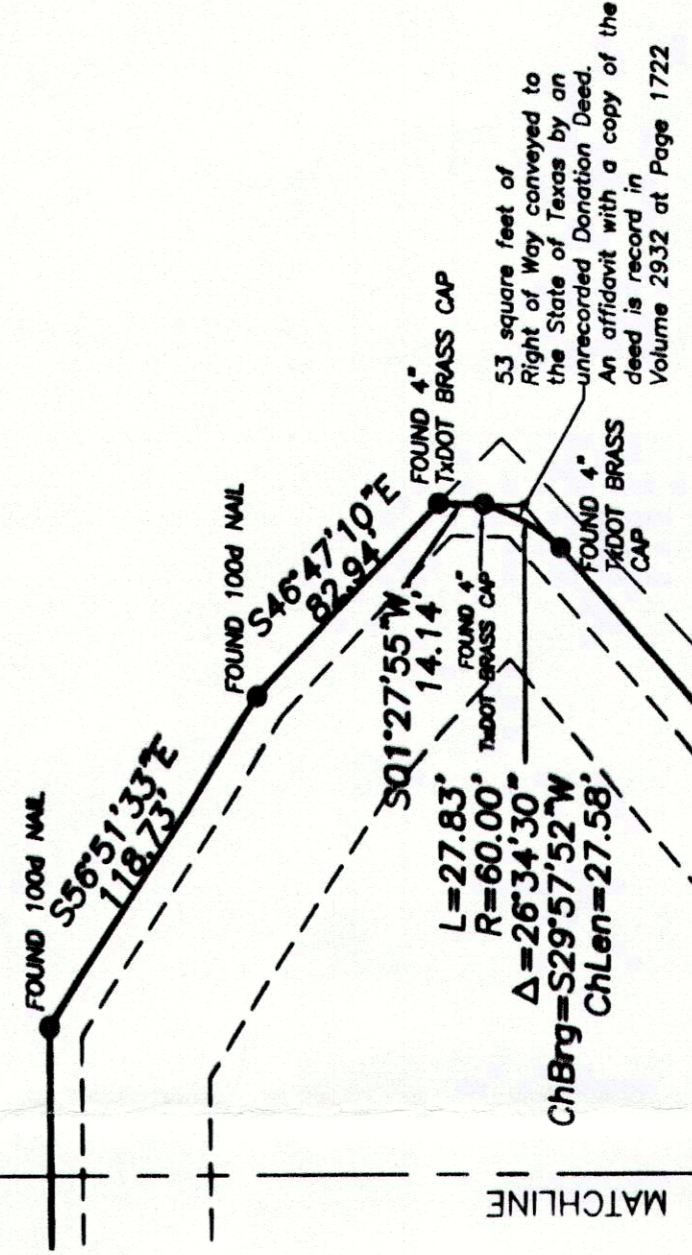 FOUND 100d NAIL
S56°51'33"E
118.73'
FOUND 100d NAIL
S46°47'10"E
82.94'
FOUND 4"
TxDOT BRASS CAP
S01°27'55"W
14.14'
FOUND 4"
TxDOT BRASS CAP
L=27.83'
R=60.00'
Δ=26°34'30"
ChBrg=S29°57'52"W
ChLen=27.58'
53 square feet of
Right of Way conveyed to
the State of Texas by an
unrecorded Donation Deed.
An affidavit with a copy of the
deed is record in
Volume 2932 at Page 1722
FOUND 4"
TxDOT BRASS
CAP
MATCHLINE